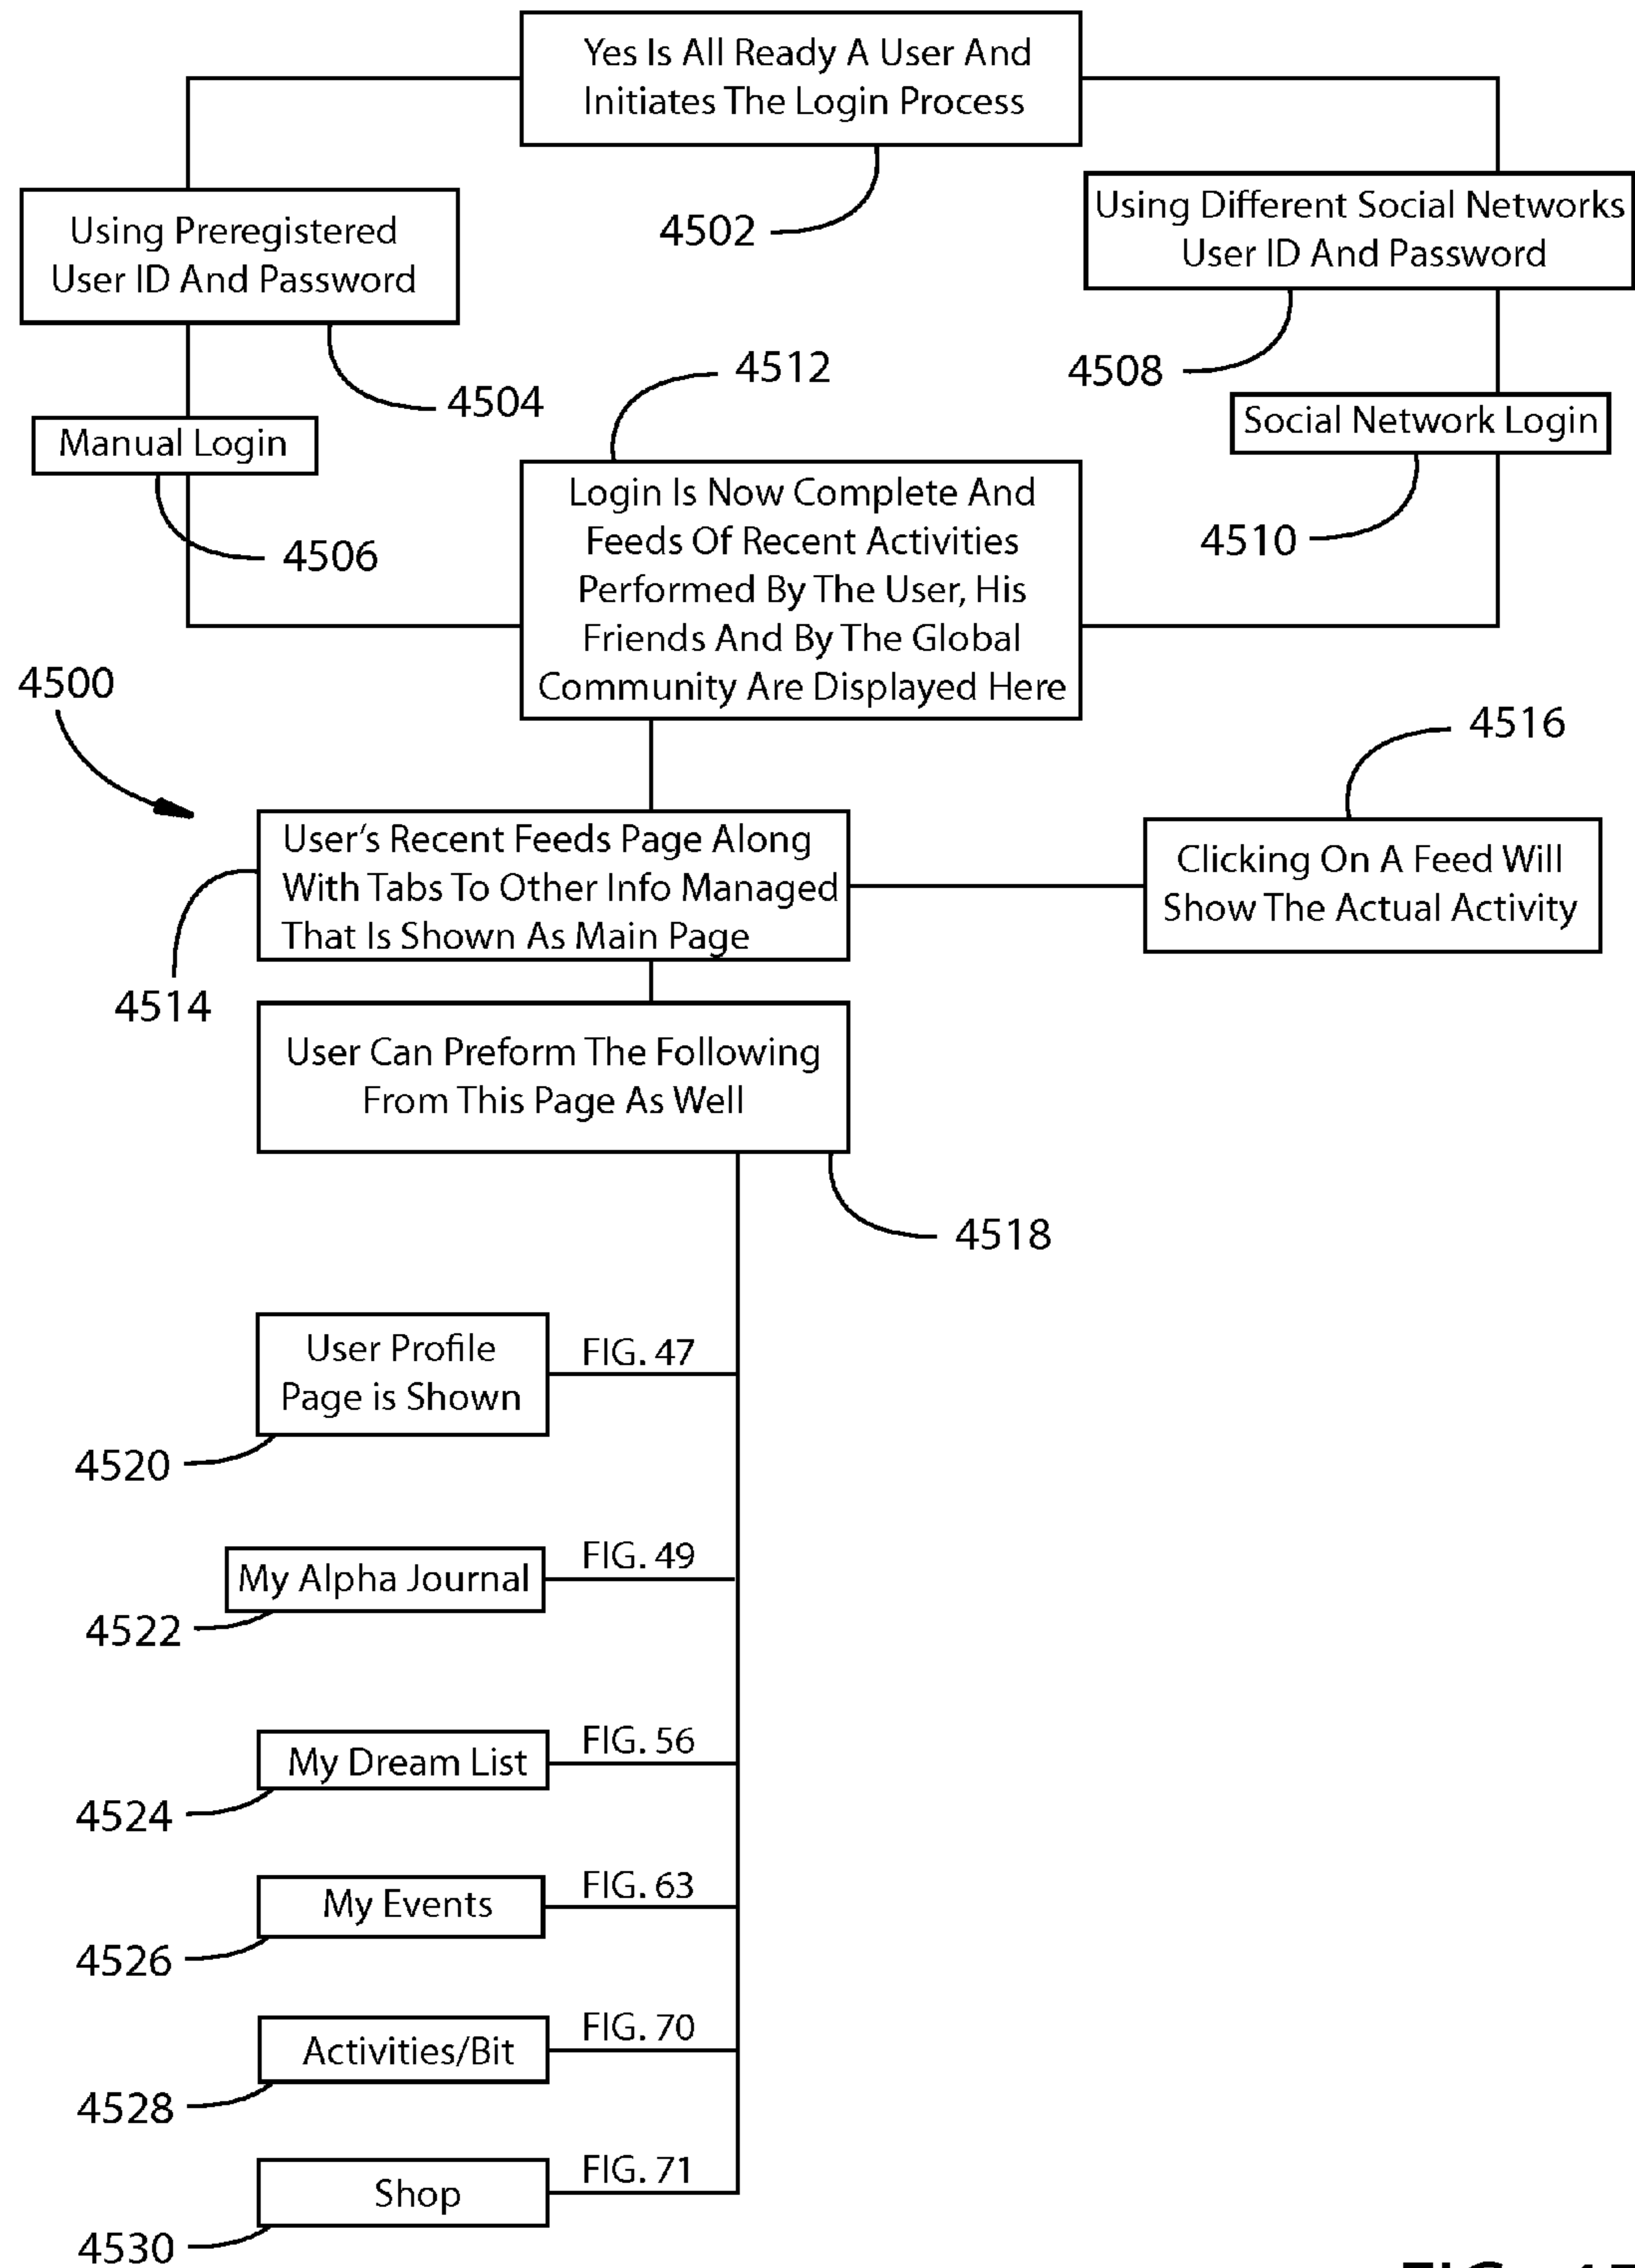 Yes Is All Ready A User And
Initiates The Login Process
4502
Using Preregistered
User ID And Password
4504
Using Different Social Networks
User ID And Password
4508
Manual Login
4506
Social Network Login
4510
4512
Login Is Now Complete And
Feeds Of Recent Activities
Performed By The User, His
Friends And By The Global
Community Are Displayed Here
4500
4516
User's Recent Feeds Page Along
With Tabs To Other Info Managed
That Is Shown As Main Page
4514
Clicking On A Feed Will
Show The Actual Activity
User Can Preform The Following
From This Page As Well
4518
User Profile
Page is Shown
FIG. 47
4520
My Alpha Journal
FIG. 49
4522
My Dream List
FIG. 56
4524
My Events
FIG. 63
4526
Activities/Bit
FIG. 70
4528
Shop
FIG. 71
4530